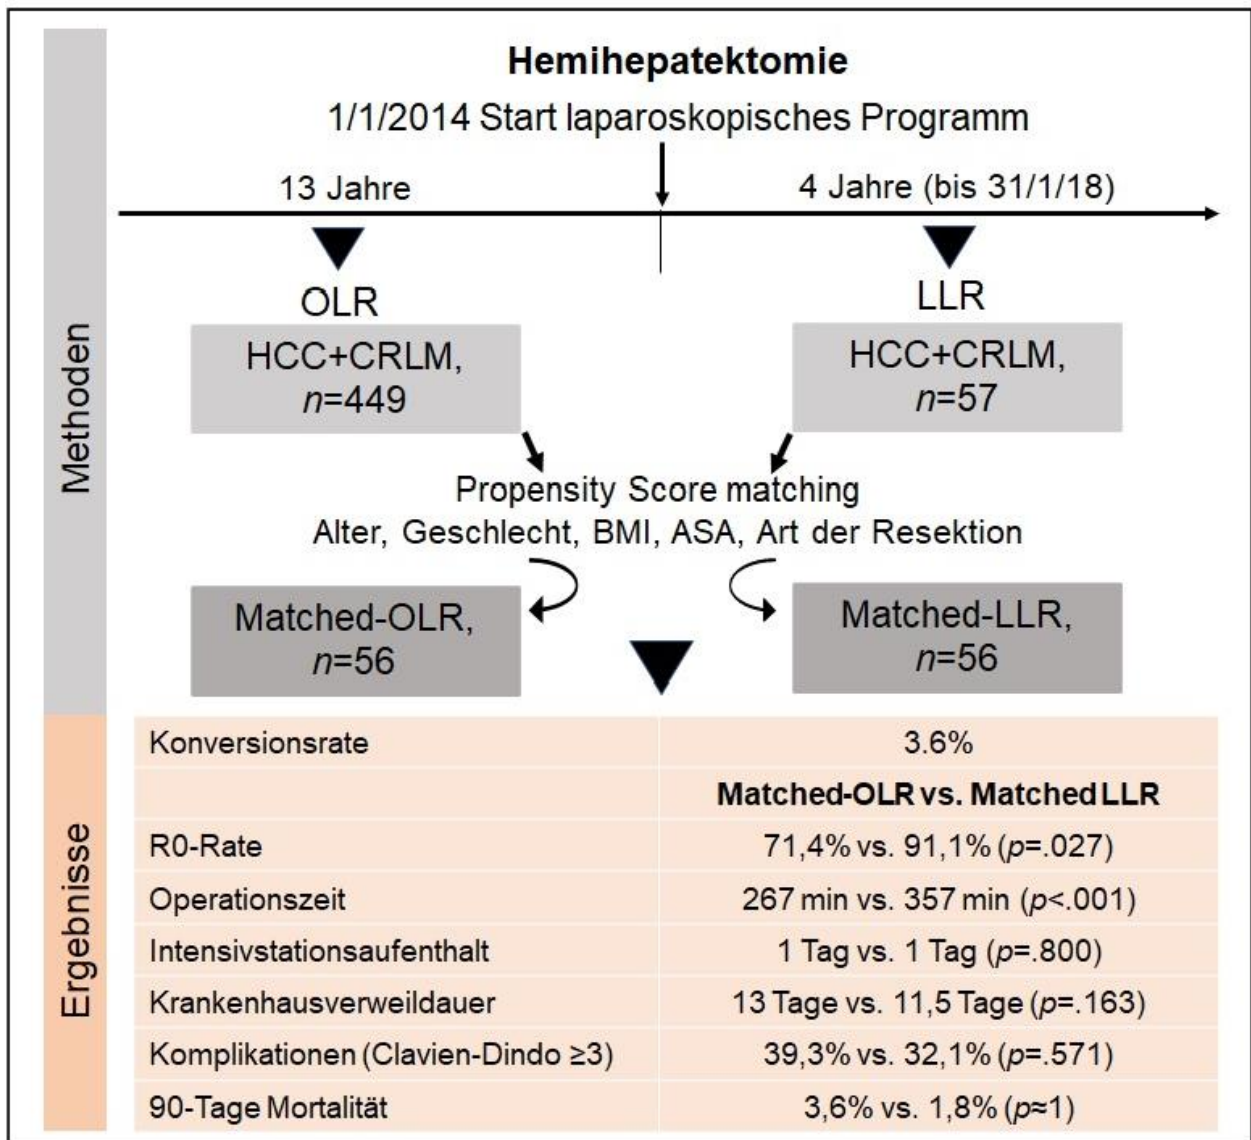 Hemihepatektomie
1/1/2014 Start laparoskopisches Programm
13 Jahre
4 Jahre (bis 31/1/18)
Methoden
OLR
LLR
HCC+CRLM,
n=449
HCC+CRLM,
n=57
Propensity Score matching
Alter, Geschlecht, BMI, ASA, Art der Resektion
Matched-OLR,
n=56
Matched-LLR,
n=56
Ergebnisse
Konversionsrate 3.6%
Matched-OLR vs. Matched LLR
R0-Rate 71,4% vs. 91,1% (p=.027)
Operationszeit 267 min vs. 357 min (p<.001)
Intensivstationsaufenthalt 1 Tag vs. 1 Tag (p=.800)
Krankenhausverweildauer 13 Tage vs. 11,5 Tage (p=.163)
Komplikationen (Clavien-Dindo ≥3) 39,3% vs. 32,1% (p=.571)
90-Tage Mortalität 3,6% vs. 1,8% (p≈1)